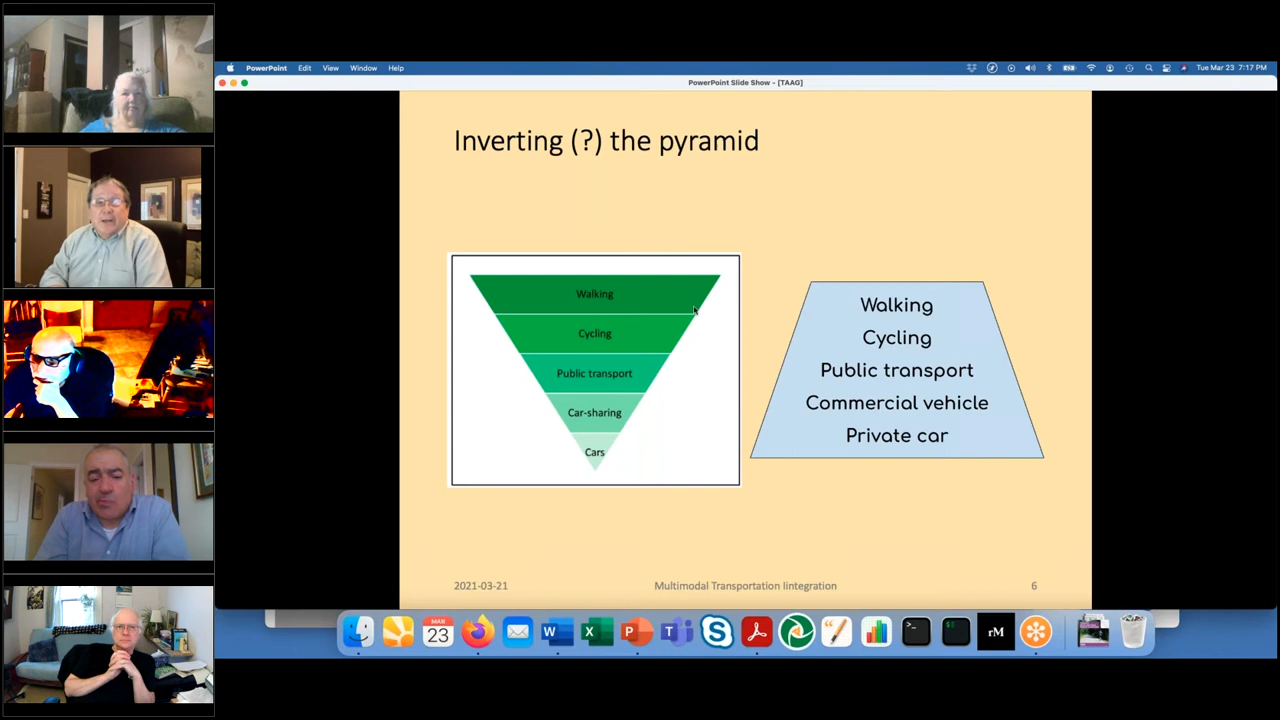 PowerPoint Edit View Window Help
Tue Mar 23 7:17 PM
PowerPoint Slide Show - [TAAG]
Inverting (?) the pyramid
Walking
Cycling
Public transport
Car-sharing
Cars
Walking
Cycling
Public transport
Commercial vehicle
Private car
2021-03-21 Multimodal Transportation Iintegration 6
MAR
23
W
X
P
T
S
>_
$
rM